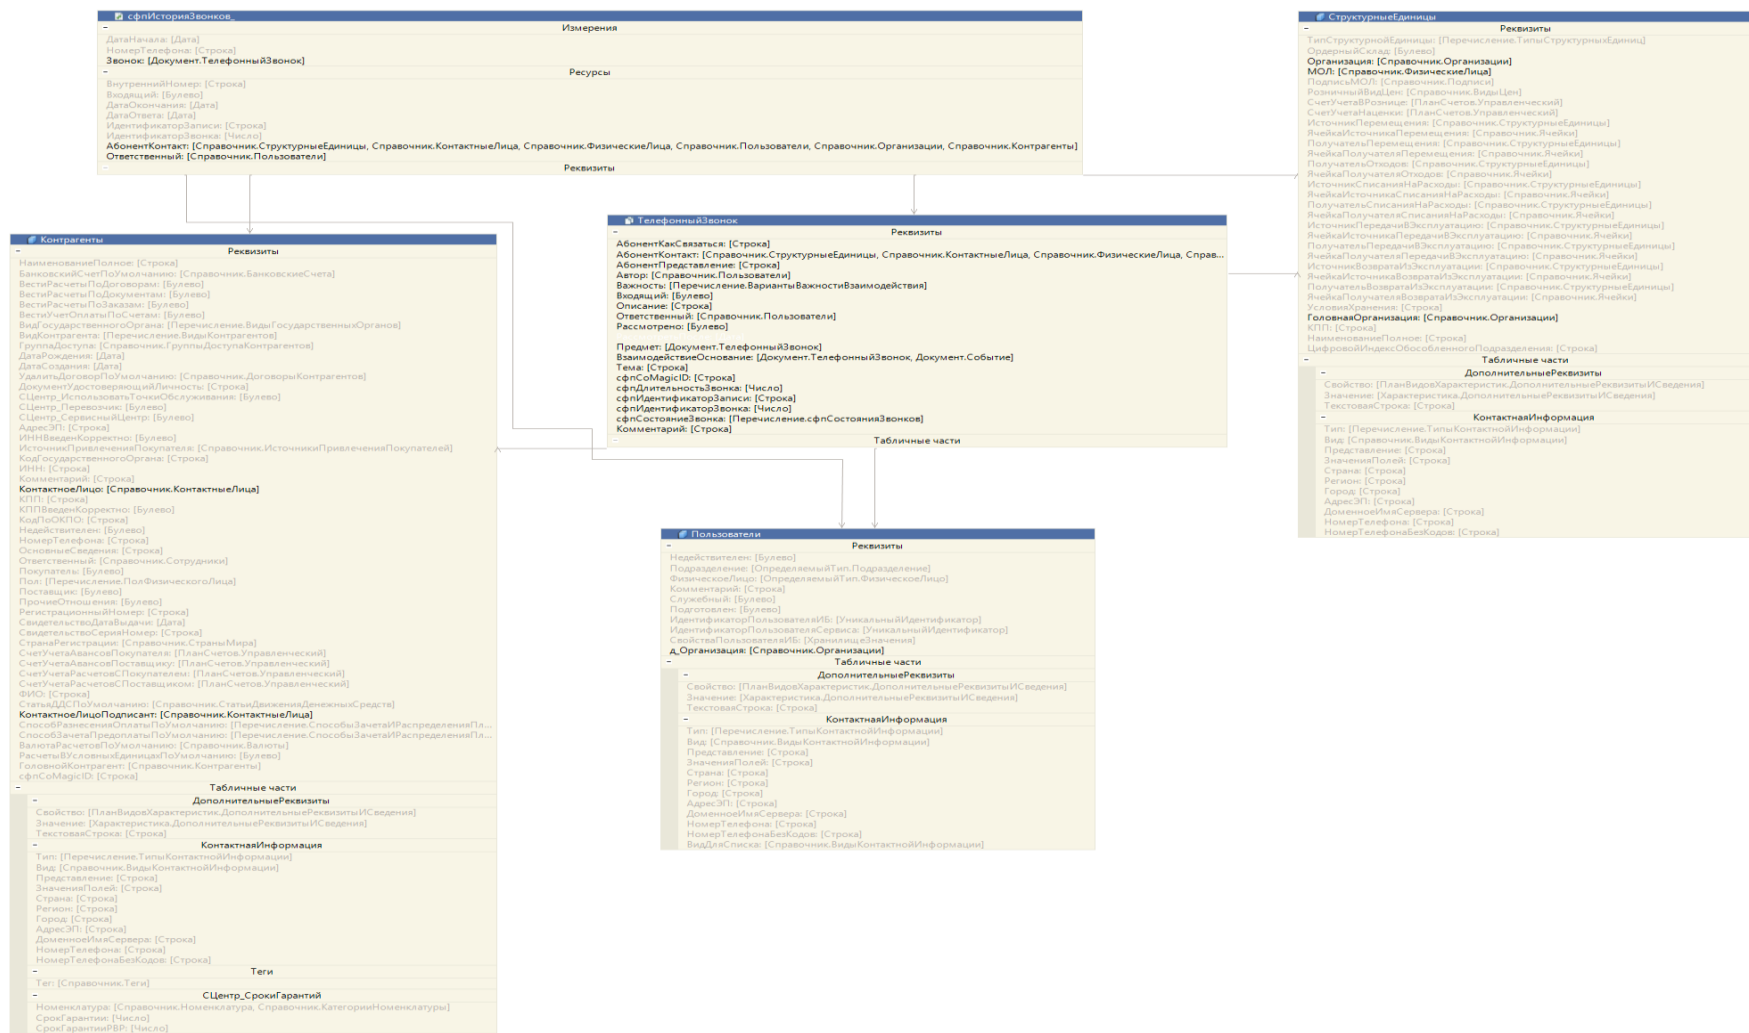 сфпИсторияЗвонков_
Измерения
ДатаНачала: [Дата]
НомерТелефона: [Строка]
Звонок: [Документ.ТелефонныйЗвонок]
Ресурсы
ВнутреннийНомер: [Строка]
Входящий: [Булево]
ДатаОкончания: [Дата]
ДатаОтвета: [Дата]
ИдентификаторЗаписи: [Строка]
ИдентификаторЗвонка: [Число]
АбонентКонтакт: [Справочник.СтруктурныеЕдиницы, Справочник.КонтактныеЛица, Справочник.ФизическиеЛица, Справочник.Пользователи, Справочник.Организации, Справочник.Контрагенты]
Ответственный: [Справочник.Пользователи]
Реквизиты
СтруктурныеЕдиницы
Реквизиты
ТипСтруктурнойЕдиницы: [Перечисление.ТипыСтруктурныхЕдиниц]
ОрдерныйСклад: [Булево]
Организация: [Справочник.Организации]
МОЛ: [Справочник.ФизическиеЛица]
ПодписьМОЛ: [Справочник.Подписи]
РозничныйВидЦен: [Справочник.ВидыЦен]
СчетУчетаВРознице: [ПланСчетов.Управленческий]
СчетУчетаНаценки: [ПланСчетов.Управленческий]
ИсточникПеремещения: [Справочник.СтруктурныеЕдиницы]
ЯчейкаИсточникаПеремещения: [Справочник.Ячейки]
ПолучательПеремещения: [Справочник.СтруктурныеЕдиницы]
ЯчейкаПолучателяПеремещения: [Справочник.Ячейки]
ПолучательОтходов: [Справочник.СтруктурныеЕдиницы]
ЯчейкаПолучателяОтходов: [Справочник.Ячейки]
ИсточникСписанияНаРасходы: [Справочник.СтруктурныеЕдиницы]
ЯчейкаИсточникаСписанияНаРасходы: [Справочник.Ячейки]
ПолучательСписанияНаРасходы: [Справочник.СтруктурныеЕдиницы]
ЯчейкаПолучателяСписанияНаРасходы: [Справочник.Ячейки]
ИсточникПередачиВЭксплуатацию: [Справочник.СтруктурныеЕдиницы]
ЯчейкаИсточникаПередачиВЭксплуатацию: [Справочник.Ячейки]
ПолучательПередачиВЭксплуатацию: [Справочник.СтруктурныеЕдиницы]
ЯчейкаПолучателяПередачиВЭксплуатацию: [Справочник.Ячейки]
ИсточникВозвратаИзЭксплуатации: [Справочник.СтруктурныеЕдиницы]
ЯчейкаИсточникаВозвратаИзЭксплуатации: [Справочник.Ячейки]
ПолучательВозвратаИзЭксплуатации: [Справочник.СтруктурныеЕдиницы]
ЯчейкаПолучателяВозвратаИзЭксплуатации: [Справочник.Ячейки]
УсловияХранения: [Строка]
ГоловнаяОрганизация: [Справочник.Организации]
КПП: [Строка]
НаименованиеПолное: [Строка]
ЦифровойИндексОбособленногоПодразделения: [Строка]
Табличные части
ДополнительныеРеквизиты
Свойство: [ПланВидовХарактеристик.ДополнительныеРеквизитыИСведения]
Значение: [Характеристика.ДополнительныеРеквизитыИСведения]
ТекстоваяСтрока: [Строка]
КонтактнаяИнформация
Тип: [Перечисление.ТипыКонтактнойИнформации]
Вид: [Справочник.ВидыКонтактнойИнформации]
Представление: [Строка]
ЗначенияПолей: [Строка]
Страна: [Строка]
Регион: [Строка]
Город: [Строка]
АдресЭП: [Строка]
ДоменноеИмяСервера: [Строка]
НомерТелефона: [Строка]
НомерТелефонаБезКодов: [Строка]
ТелефонныйЗвонок
Реквизиты
АбонентКакСвязаться: [Строка]
АбонентКонтакт: [Справочник.СтруктурныеЕдиницы, Справочник.КонтактныеЛица, Справочник.ФизическиеЛица, Справ...
АбонентПредставление: [Строка]
Автор: [Справочник.Пользователи]
Важность: [Перечисление.ВариантыВажностиВзаимодействия]
Входящий: [Булево]
Описание: [Строка]
Ответственный: [Справочник.Пользователи]
Рассмотрено: [Булево]
Предмет: [Документ.ТелефонныйЗвонок]
ВзаимодействиеОснование: [Документ.ТелефонныйЗвонок, Документ.Событие]
Тема: [Строка]
сфпCoMagicID: [Строка]
сфпДлительностьЗвонка: [Число]
сфпИдентификаторЗаписи: [Строка]
сфпИдентификаторЗвонка: [Число]
сфпСостояниеЗвонка: [Перечисление.сфпСостоянияЗвонков]
Комментарий: [Строка]
Табличные части
Контрагенты
Реквизиты
НаименованиеПолное: [Строка]
БанковскийСчетПоУмолчанию: [Справочник.БанковскиеСчета]
ВестиРасчетыПоДоговорам: [Булево]
ВестиРасчетыПоДокументам: [Булево]
ВестиРасчетыПоЗаказам: [Булево]
ВестиУчетОплатыПоСчетам: [Булево]
ВидГосударственногоОргана: [Перечисление.ВидыГосударственныхОрганов]
ВидКонтрагента: [Перечисление.ВидыКонтрагентов]
ГруппаДоступа: [Справочник.ГруппыДоступаКонтрагентов]
ДатаРождения: [Дата]
ДатаСоздания: [Дата]
УдалитьДоговорПоУмолчанию: [Справочник.ДоговорыКонтрагентов]
ДокументУдостоверяющийЛичность: [Строка]
СЦентр_ИспользоватьТочкиОбслуживания: [Булево]
СЦентр_Перевозчик: [Булево]
СЦентр_СервисныйЦентр: [Булево]
АдресЭП: [Строка]
ИННВведенКорректно: [Булево]
ИсточникПривлеченияПокупателя: [Справочник.ИсточникиПривлеченияПокупателей]
КодГосударственногоОргана: [Строка]
ИНН: [Строка]
Комментарий: [Строка]
КонтактноеЛицо: [Справочник.КонтактныеЛица]
КПП: [Строка]
КППВведенКорректно: [Булево]
КодПоОКПО: [Строка]
Недействителен: [Булево]
НомерТелефона: [Строка]
ОсновныеСведения: [Строка]
Ответственный: [Справочник.Сотрудники]
Покупатель: [Булево]
Пол: [Перечисление.ПолФизическогоЛица]
Поставщик: [Булево]
ПрочиеОтношения: [Булево]
РегистрационныйНомер: [Строка]
СвидетельствоДатаВыдачи: [Дата]
СвидетельствоСерияНомер: [Строка]
СтранаРегистрации: [Справочник.СтраныМира]
СчетУчетаАвансовПокупателя: [ПланСчетов.Управленческий]
СчетУчетаАвансовПоставщику: [ПланСчетов.Управленческий]
СчетУчетаРасчетовСПокупателем: [ПланСчетов.Управленческий]
СчетУчетаРасчетовСПоставщиком: [ПланСчетов.Управленческий]
ФИО: [Строка]
СтатьяДДСПоУмолчанию: [Справочник.СтатьиДвиженияДенежныхСредств]
КонтактноеЛицоПодписант: [Справочник.КонтактныеЛица]
СпособРазнесенияОплатыПоУмолчанию: [Перечисление.СпособыЗачетаИРаспределенияПл...
СпособЗачетаПредоплатыПоУмолчанию: [Перечисление.СпособыЗачетаИРаспределенияПл...
ВалютаРасчетовПоУмолчанию: [Справочник.Валюты]
РасчетыВУсловныхЕдиницахПоУмолчанию: [Булево]
ГоловнойКонтрагент: [Справочник.Контрагенты]
сфпCoMagicID: [Строка]
Табличные части
ДополнительныеРеквизиты
Свойство: [ПланВидовХарактеристик.ДополнительныеРеквизитыИСведения]
Значение: [Характеристика.ДополнительныеРеквизитыИСведения]
ТекстоваяСтрока: [Строка]
КонтактнаяИнформация
Тип: [Перечисление.ТипыКонтактнойИнформации]
Вид: [Справочник.ВидыКонтактнойИнформации]
Представление: [Строка]
ЗначенияПолей: [Строка]
Страна: [Строка]
Регион: [Строка]
Город: [Строка]
АдресЭП: [Строка]
ДоменноеИмяСервера: [Строка]
НомерТелефона: [Строка]
НомерТелефонаБезКодов: [Строка]
Теги
Тег: [Справочник.Теги]
СЦентр_СрокиГарантий
Номенклатура: [Справочник.Номенклатура, Справочник.КатегорииНоменклатуры]
СрокГарантии: [Число]
СрокГарантииРВР: [Число]
Пользователи
Реквизиты
Недействителен: [Булево]
Подразделение: [ОпределяемыйТип.Подразделение]
ФизическоеЛицо: [ОпределяемыйТип.ФизическоеЛицо]
Комментарий: [Строка]
Служебный: [Булево]
Подготовлен: [Булево]
ИдентификаторПользователяИБ: [УникальныйИдентификатор]
ИдентификаторПользователяСервиса: [УникальныйИдентификатор]
СвойстваПользователяИБ: [ХранилищеЗначения]
д_Организация: [Справочник.Организации]
Табличные части
ДополнительныеРеквизиты
Свойство: [ПланВидовХарактеристик.ДополнительныеРеквизитыИСведения]
Значение: [Характеристика.ДополнительныеРеквизитыИСведения]
ТекстоваяСтрока: [Строка]
КонтактнаяИнформация
Тип: [Перечисление.ТипыКонтактнойИнформации]
Вид: [Справочник.ВидыКонтактнойИнформации]
Представление: [Строка]
ЗначенияПолей: [Строка]
Страна: [Строка]
Регион: [Строка]
Город: [Строка]
АдресЭП: [Строка]
ДоменноеИмяСервера: [Строка]
НомерТелефона: [Строка]
НомерТелефонаБезКодов: [Строка]
ВидДляСписка: [Справочник.ВидыКонтактнойИнформации]